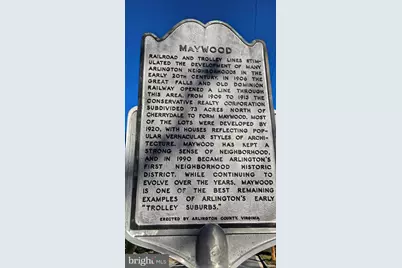 MAYWOOD
RAILROAD AND TROLLEY LINES STIM-
ULATED THE DEVELOPMENT OF MANY
ARLINGTON NEIGHBORHOODS IN THE
EARLY 20TH CENTURY. IN 1906 THE
GREAT FALLS AND OLD DOMINION
RAILWAY OPENED A LINE THROUGH
THIS AREA. FROM 1909 TO 1913 THE
CONSERVATIVE REALTY CORPORATION
SUBDIVIDED 73 ACRES NORTH OF
CHERRYDALE TO FORM MAYWOOD. MOST
OF THE LOTS WERE DEVELOPED BY
1920, WITH HOUSES REFLECTING POP-
ULAR VERNACULAR STYLES OF ARCHI-
TECTURE. MAYWOOD HAS KEPT A
STRONG SENSE OF NEIGHBORHOOD,
AND IN 1990 BECAME ARLINGTON'S
FIRST NEIGHBORHOOD HISTORIC
DISTRICT. WHILE CONTINUING TO
EVOLVE OVER THE YEARS, MAYWOOD
IS ONE OF THE BEST REMAINING
EXAMPLES OF ARLINGTON'S EARLY
"TROLLEY SUBURBS."
ERECTED BY ARLINGTON COUNTY, VIRGINIA
bright MLS